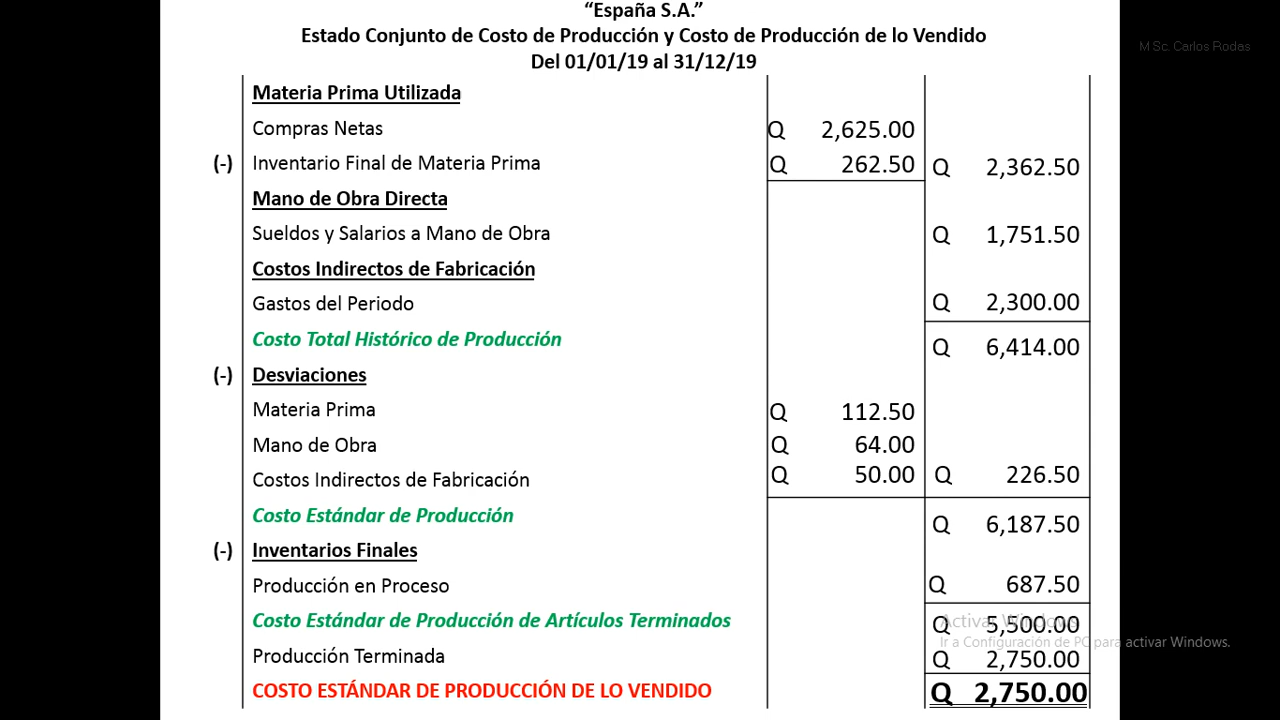 “España S.A.”
Estado Conjunto de Costo de Producción y Costo de Producción de lo Vendido
Del 01/01/19 al 31/12/19
M Sc. Carlos Rodas
Materia Prima Utilizada
Compras Netas Q 2,625.00
(-) Inventario Final de Materia Prima Q 262.50 Q 2,362.50
Mano de Obra Directa
Sueldos y Salarios a Mano de Obra Q 1,751.50
Costos Indirectos de Fabricación
Gastos del Periodo Q 2,300.00
Costo Total Histórico de Producción Q 6,414.00
(-) Desviaciones
Materia Prima Q 112.50
Mano de Obra Q 64.00
Costos Indirectos de Fabricación Q 50.00 Q 226.50
Costo Estándar de Producción Q 6,187.50
(-) Inventarios Finales
Producción en Proceso Q 687.50
Costo Estándar de Producción de Artículos Terminados Q 5,500.00
Activar Windows
Ir a Configuración de PC para activar Windows.
Producción Terminada Q 2,750.00
COSTO ESTÁNDAR DE PRODUCCIÓN DE LO VENDIDO Q 2,750.00